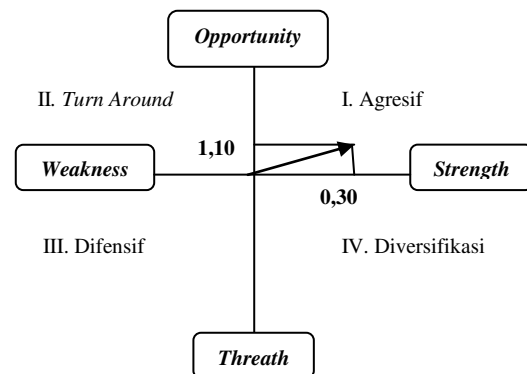 Opportunity
II. Turn Around
I. Agresif
1,10
Weakness
Strength
0,30
III. Difensif
IV. Diversifikasi
Threath